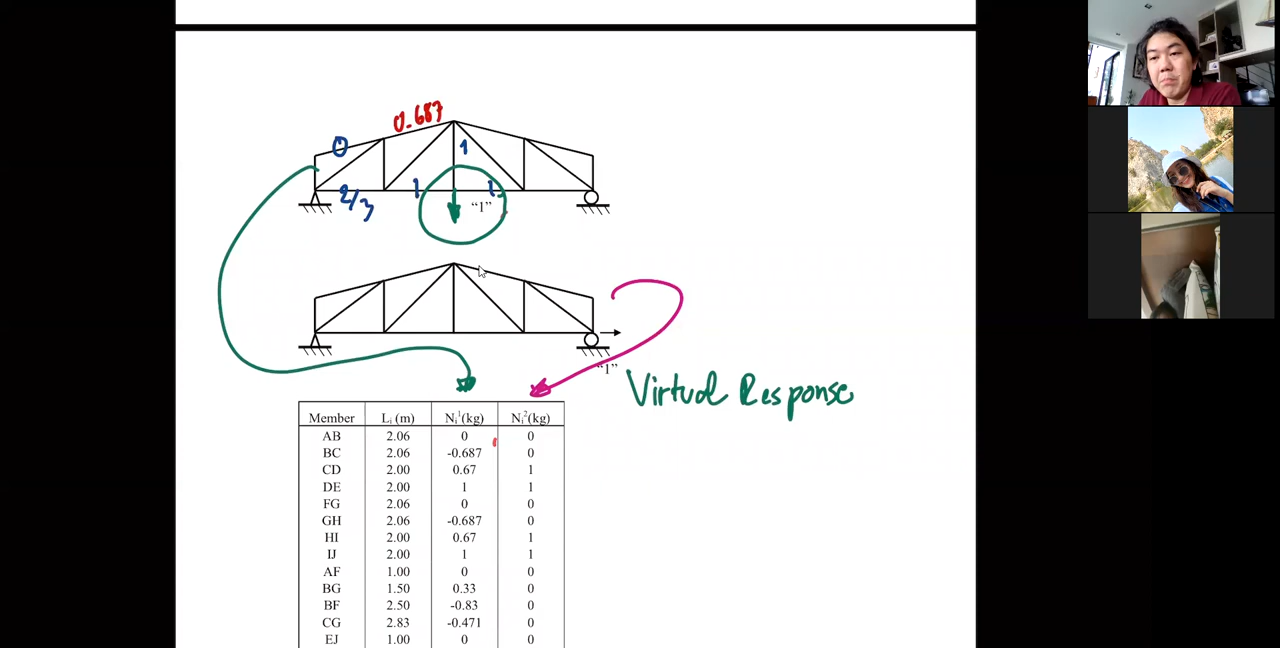 0.687
0
1
2/3
1
1
"1"
"1"
Virtual Response
Member Lᵢ (m) Nᵢ¹(kg) Nᵢ²(kg)
AB 2.06 0 0
BC 2.06 -0.687 0
CD 2.00 0.67 1
DE 2.00 1 1
FG 2.06 0 0
GH 2.06 -0.687 0
HI 2.00 0.67 1
IJ 2.00 1 1
AF 1.00 0 0
BG 1.50 0.33 0
BF 2.50 -0.83 0
CG 2.83 -0.471 0
EJ 1.00 0 0